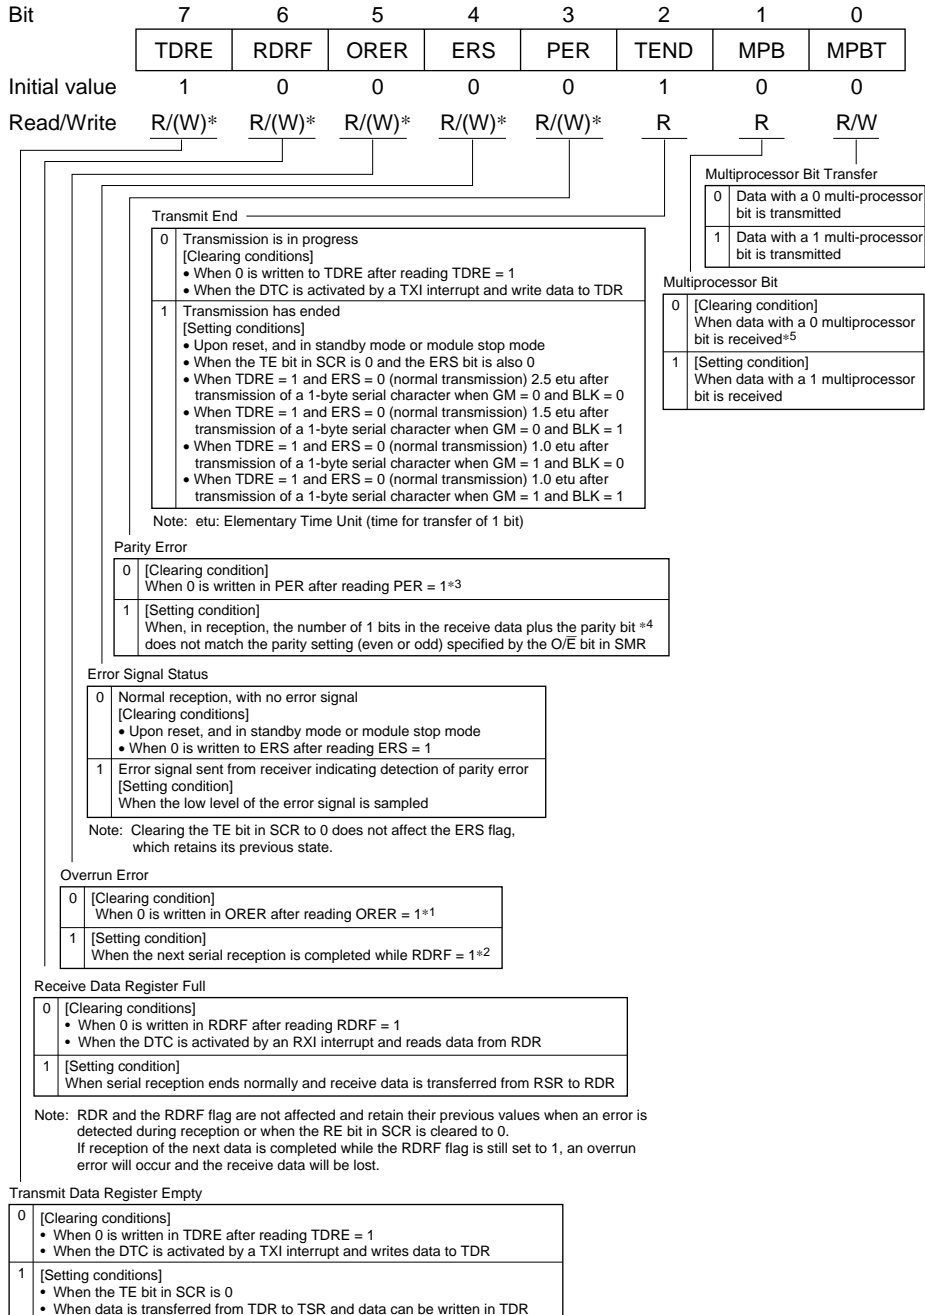 Bit 7 6 5 4 3 2 1 0
TDRE RDRF ORER ERS PER TEND MPB MPBT
Initial value 1 0 0 0 0 1 0 0
Read/Write R/(W)* R/(W)* R/(W)* R/(W)* R/(W)* R R R/W
Multiprocessor Bit Transfer
0 Data with a 0 multi-processor
bit is transmitted
1 Data with a 1 multi-processor
bit is transmitted
Multiprocessor Bit
0 [Clearing condition]
When data with a 0 multiprocessor
bit is received*5
1 [Setting condition]
When data with a 1 multiprocessor
bit is received
Transmit End
0 Transmission is in progress
[Clearing conditions]
• When 0 is written to TDRE after reading TDRE = 1
• When the DTC is activated by a TXI interrupt and write data to TDR
1 Transmission has ended
[Setting conditions]
• Upon reset, and in standby mode or module stop mode
• When the TE bit in SCR is 0 and the ERS bit is also 0
• When TDRE = 1 and ERS = 0 (normal transmission) 2.5 etu after
transmission of a 1-byte serial character when GM = 0 and BLK = 0
• When TDRE = 1 and ERS = 0 (normal transmission) 1.5 etu after
transmission of a 1-byte serial character when GM = 0 and BLK = 1
• When TDRE = 1 and ERS = 0 (normal transmission) 1.0 etu after
transmission of a 1-byte serial character when GM = 1 and BLK = 0
• When TDRE = 1 and ERS = 0 (normal transmission) 1.0 etu after
transmission of a 1-byte serial character when GM = 1 and BLK = 1
Note: etu: Elementary Time Unit (time for transfer of 1 bit)
Parity Error
0 [Clearing condition]
When 0 is written in PER after reading PER = 1*3
1 [Setting condition]
When, in reception, the number of 1 bits in the receive data plus the parity bit *4
does not match the parity setting (even or odd) specified by the O/E̅ bit in SMR
Error Signal Status
0 Normal reception, with no error signal
[Clearing conditions]
• Upon reset, and in standby mode or module stop mode
• When 0 is written to ERS after reading ERS = 1
1 Error signal sent from receiver indicating detection of parity error
[Setting condition]
When the low level of the error signal is sampled
Note: Clearing the TE bit in SCR to 0 does not affect the ERS flag,
which retains its previous state.
Overrun Error
0 [Clearing condition]
When 0 is written in ORER after reading ORER = 1*1
1 [Setting condition]
When the next serial reception is completed while RDRF = 1*2
Receive Data Register Full
0 [Clearing conditions]
• When 0 is written in RDRF after reading RDRF = 1
• When the DTC is activated by an RXI interrupt and reads data from RDR
1 [Setting condition]
When serial reception ends normally and receive data is transferred from RSR to RDR
Note: RDR and the RDRF flag are not affected and retain their previous values when an error is
detected during reception or when the RE bit in SCR is cleared to 0.
If reception of the next data is completed while the RDRF flag is still set to 1, an overrun
error will occur and the receive data will be lost.
Transmit Data Register Empty
0 [Clearing conditions]
• When 0 is written in TDRE after reading TDRE = 1
• When the DTC is activated by a TXI interrupt and writes data to TDR
1 [Setting conditions]
• When the TE bit in SCR is 0
• When data is transferred from TDR to TSR and data can be written in TDR